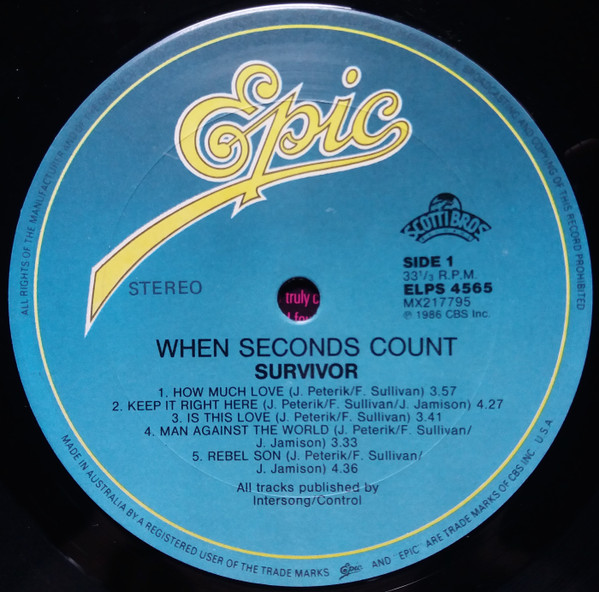 Epic
SCOTTI BROS
SIDE 1
33 1/3 R.P.M.
STEREO
ELPS 4565
MX217795
℗ 1986 CBS Inc.
truly
WHEN SECONDS COUNT
SURVIVOR
1. HOW MUCH LOVE (J. Peterik/F. Sullivan) 3.57
2. KEEP IT RIGHT HERE (J. Peterik/F. Sullivan/J. Jamison) 4.27
3. IS THIS LOVE (J. Peterik/F. Sullivan) 3.41
4. MAN AGAINST THE WORLD (J. Peterik/F. Sullivan/
J. Jamison) 3.33
5. REBEL SON (J. Peterik/F. Sullivan/
J. Jamison) 4.36
All tracks published by
Intersong/Control
ALL RIGHTS OF THE MANUFACTURER AND BROADCASTING AND COPYING OF THIS RECORD PROHIBITED
MADE IN AUSTRALIA BY A REGISTERED USER OF THE TRADE MARKS Epic AND EPIC ARE TRADE MARKS OF CBS INC U.S.A